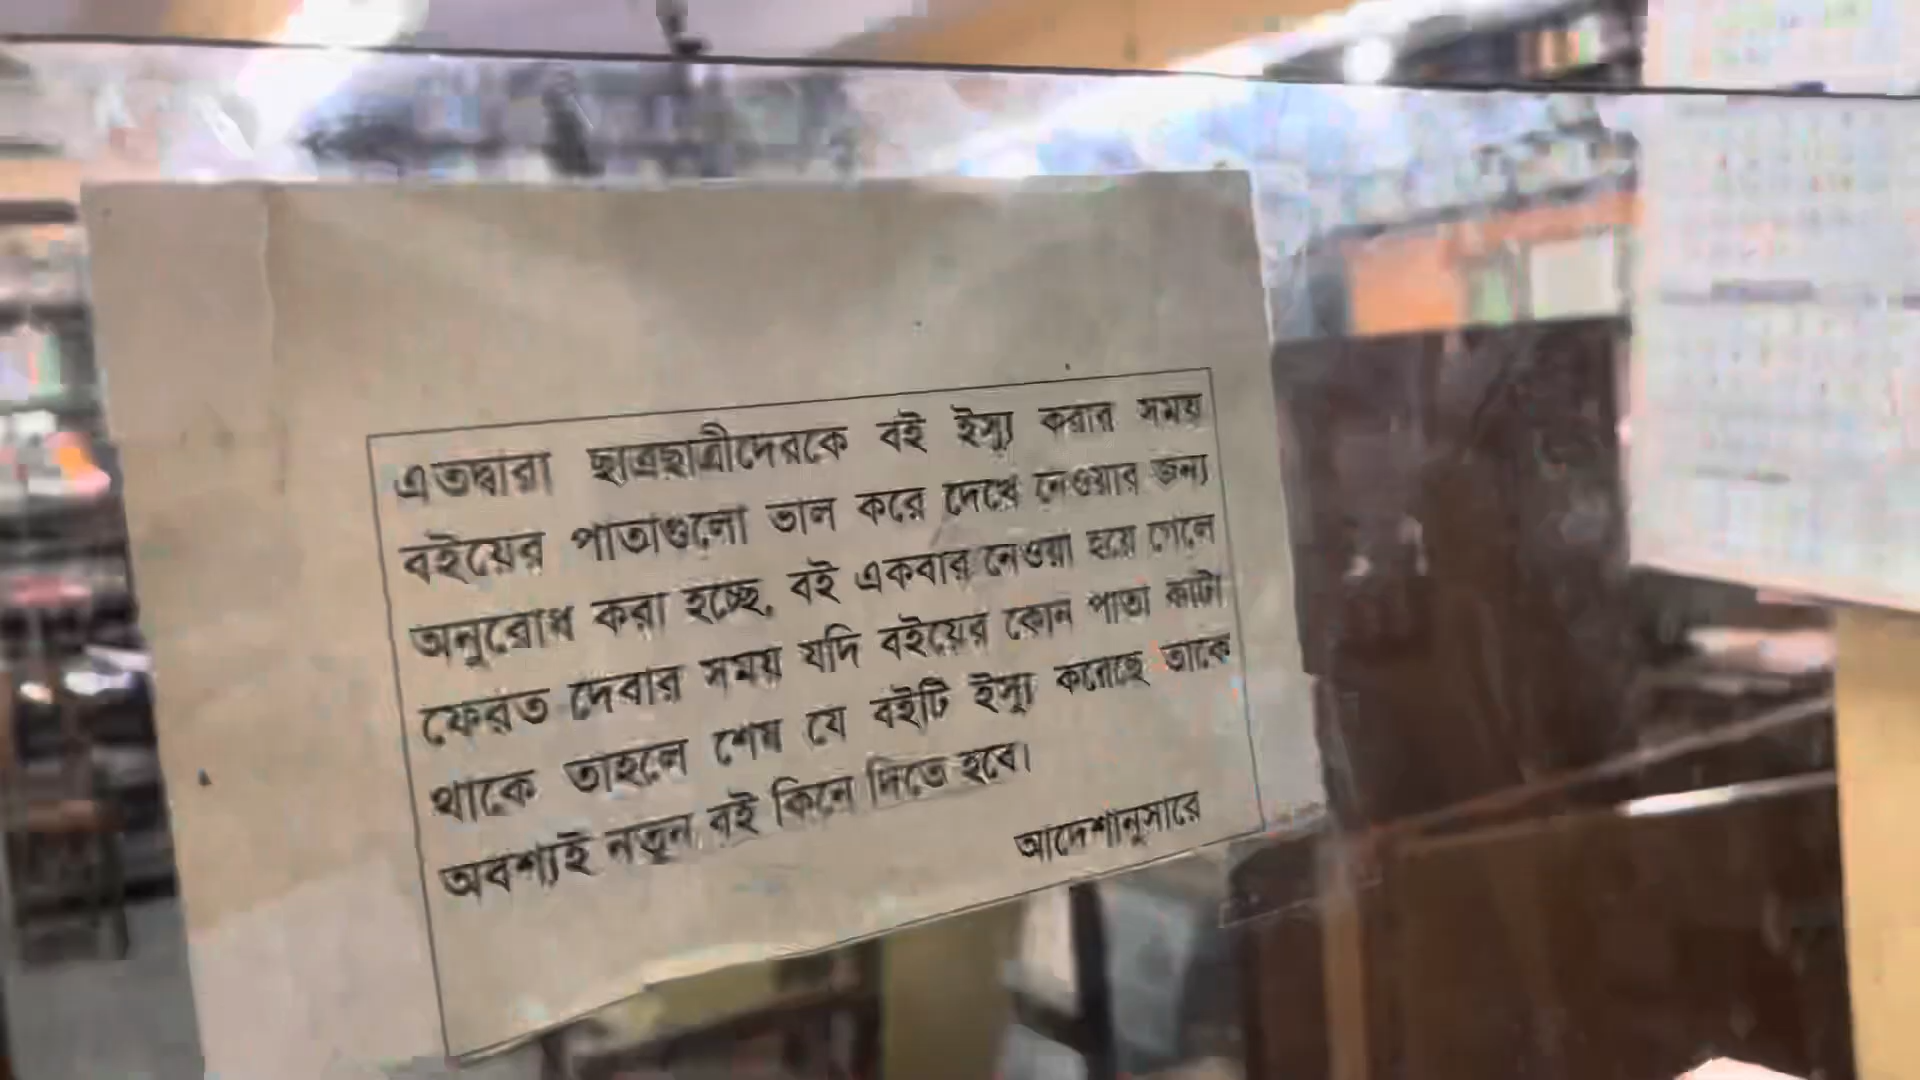 এতদ্বারা ছাত্রছাত্রীদেরকে বই ইস্যু করার সময়
বইয়ের পাতাগুলো ভাল করে দেখে নেওয়ার জন্য
অনুরোধ করা হচ্ছে, বই একবার নেওয়া হয়ে গেলে
ফেরত দেবার সময় যদি বইয়ের কোন পাতা কাটা
থাকে তাহলে শেষ যে বইটি ইস্যু করেছে তাকে
অবশ্যই নতুন বই কিনে দিতে হবে।
আদেশানুসারে